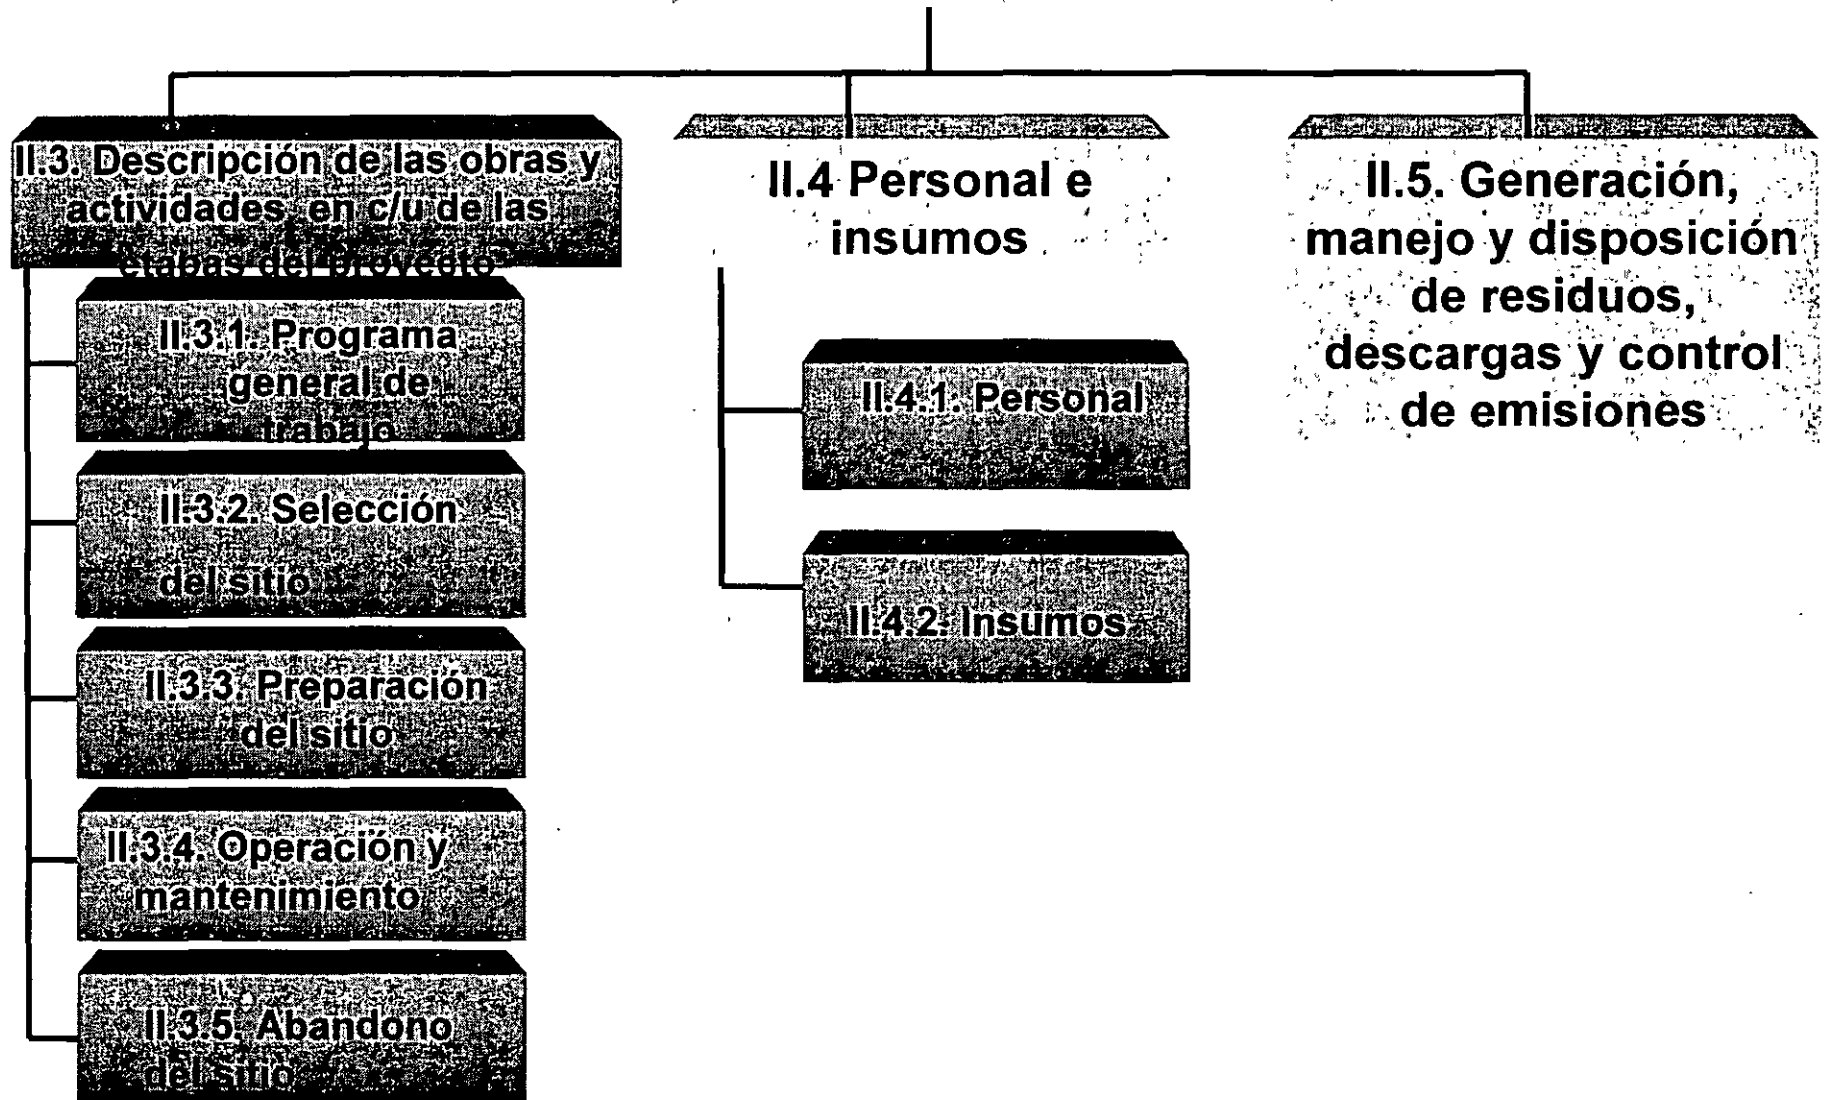 II.3. Descripción de las obras y
actividades, en c/u de las
etabas del proyecto
II.3.1. Programa
general de
trabajo
II.3.2. Selección
del sitio
II.3.3. Preparación
del sitio
II.3.4. Operación y
mantenimiento
II.3.5. Abandono
del sitio
II.4 Personal e
insumos
II.4.1. Personal
II.4.2. Insumos
II.5. Generación,
manejo y disposición
de residuos,
descargas y control
de emisiones